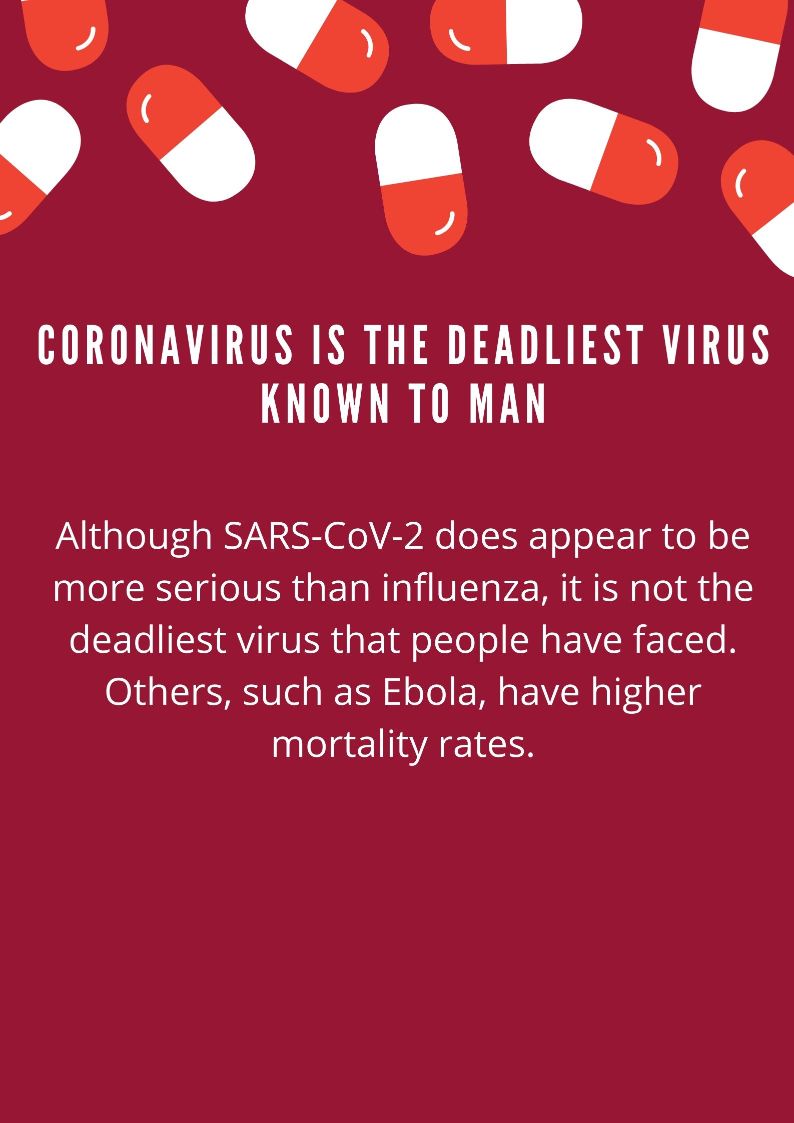 CORONAVIRUS IS THE DEADLIEST VIRUS
KNOWN TO MAN
Although SARS-CoV-2 does appear to be
more serious than influenza, it is not the
deadliest virus that people have faced.
Others, such as Ebola, have higher
mortality rates.